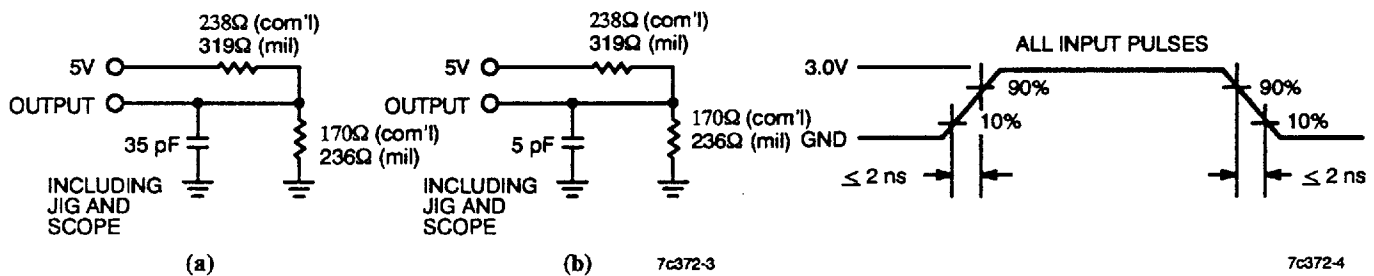 238Ω (com'l)
319Ω (mil)
5V
OUTPUT
35 pF
170Ω (com'l)
236Ω (mil)
INCLUDING
JIG AND
SCOPE
(a)
238Ω (com'l)
319Ω (mil)
5V
OUTPUT
5 pF
170Ω (com'l)
236Ω (mil)
INCLUDING
JIG AND
SCOPE
(b)
7c372-3
ALL INPUT PULSES
3.0V
90%
90%
10%
10%
GND
≤ 2 ns
≤ 2 ns
7c372-4